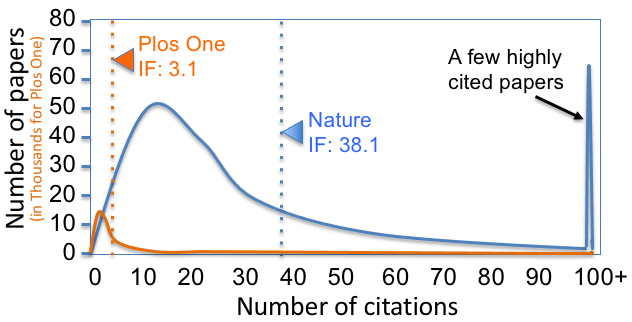 80
70
60
50
40
30
20
10
0
Number of papers
(in Thousands for Plos One)
Plos One
IF: 3.1
Nature
IF: 38.1
A few highly
cited papers
0 10 20 30 40 50 60 70 80 90 100+
Number of citations